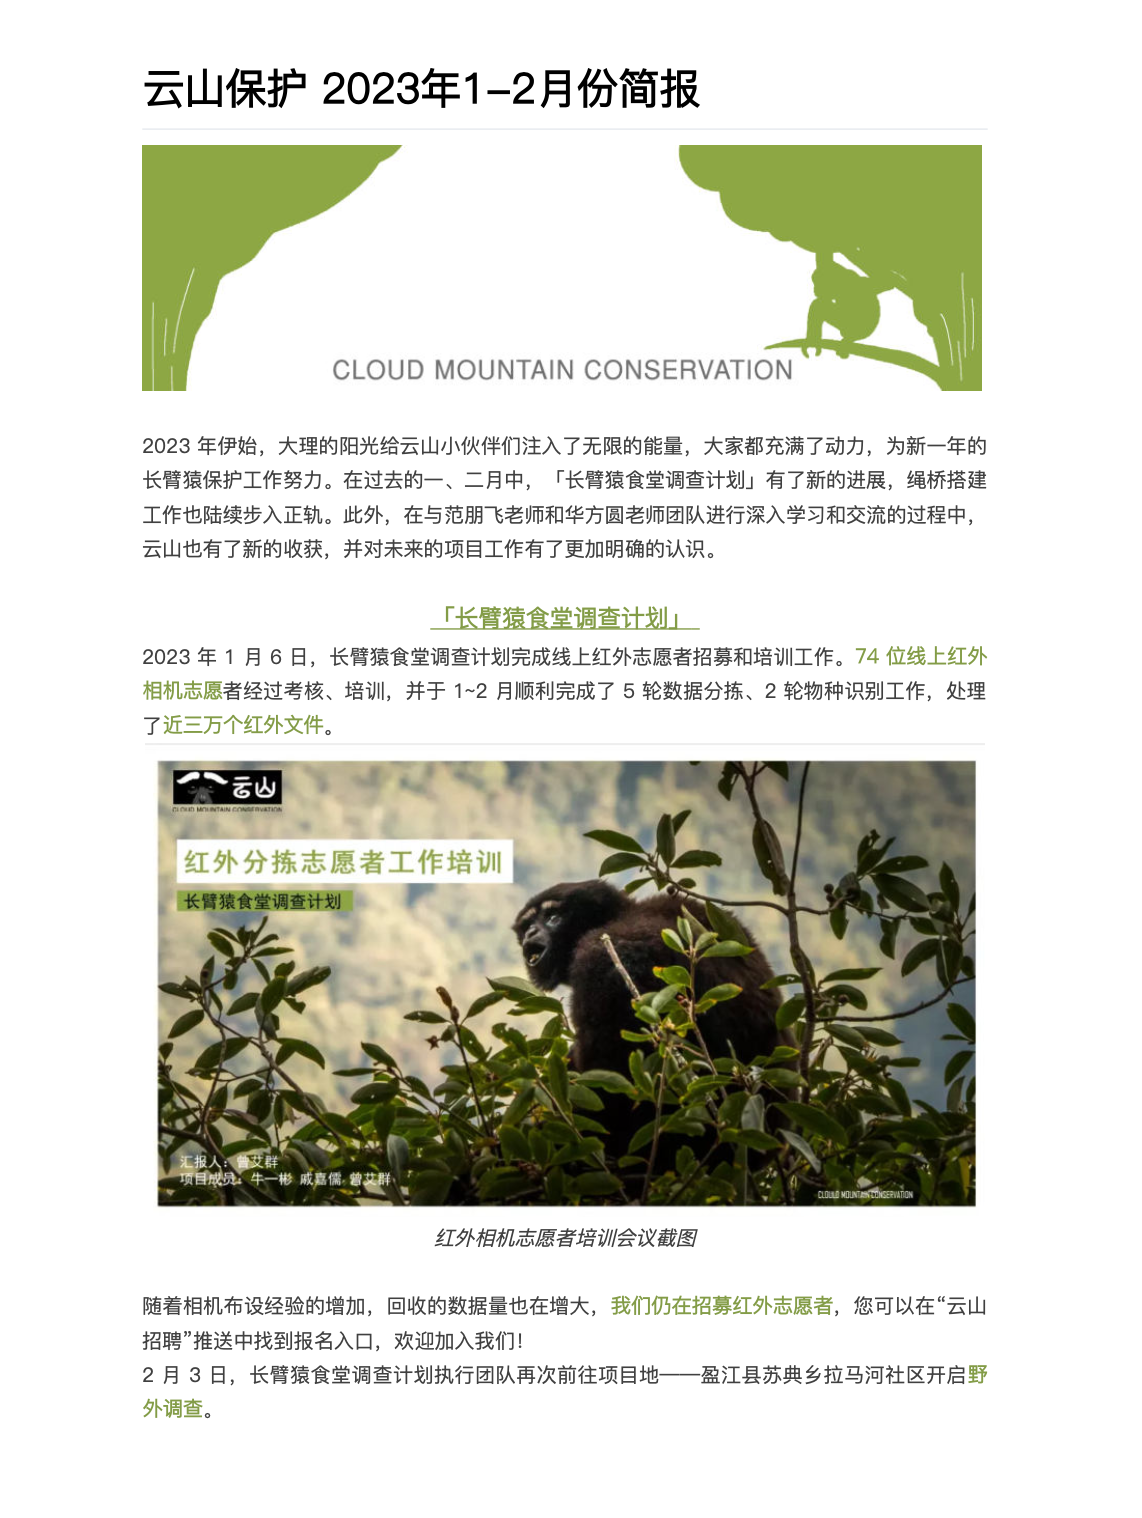 云山保护 2023年1-2月份简报
CLOUD MOUNTAIN CONSERVATION
2023 年伊始，大理的阳光给云山小伙伴们注入了无限的能量，大家都充满了动力，为新一年的
长臂猿保护工作努力。在过去的一、二月中，「长臂猿食堂调查计划」有了新的进展，绳桥搭建
工作也陆续步入正轨。此外，在与范朋飞老师和华方圆老师团队进行深入学习和交流的过程中，
云山也有了新的收获，并对未来的项目工作有了更加明确的认识。
「长臂猿食堂调查计划」
2023 年 1 月 6 日，长臂猿食堂调查计划完成线上红外志愿者招募和培训工作。74 位线上红外
相机志愿者经过考核、培训，并于 1~2 月顺利完成了 5 轮数据分拣、2 轮物种识别工作，处理
了近三万个红外文件。
云山
CLOUD MOUNTAIN CONSERVATION
红外分拣志愿者工作培训
长臂猿食堂调查计划
汇报人：曾艾群
项目成员：牛一彬 戚嘉儒 曾艾群
CLOULD MOUNTAIN CONSERVATION
红外相机志愿者培训会议截图
随着相机布设经验的增加，回收的数据量也在增大，我们仍在招募红外志愿者，您可以在“云山
招聘”推送中找到报名入口，欢迎加入我们！
2 月 3 日，长臂猿食堂调查计划执行团队再次前往项目地——盈江县苏典乡拉马河社区开启野
外调查。